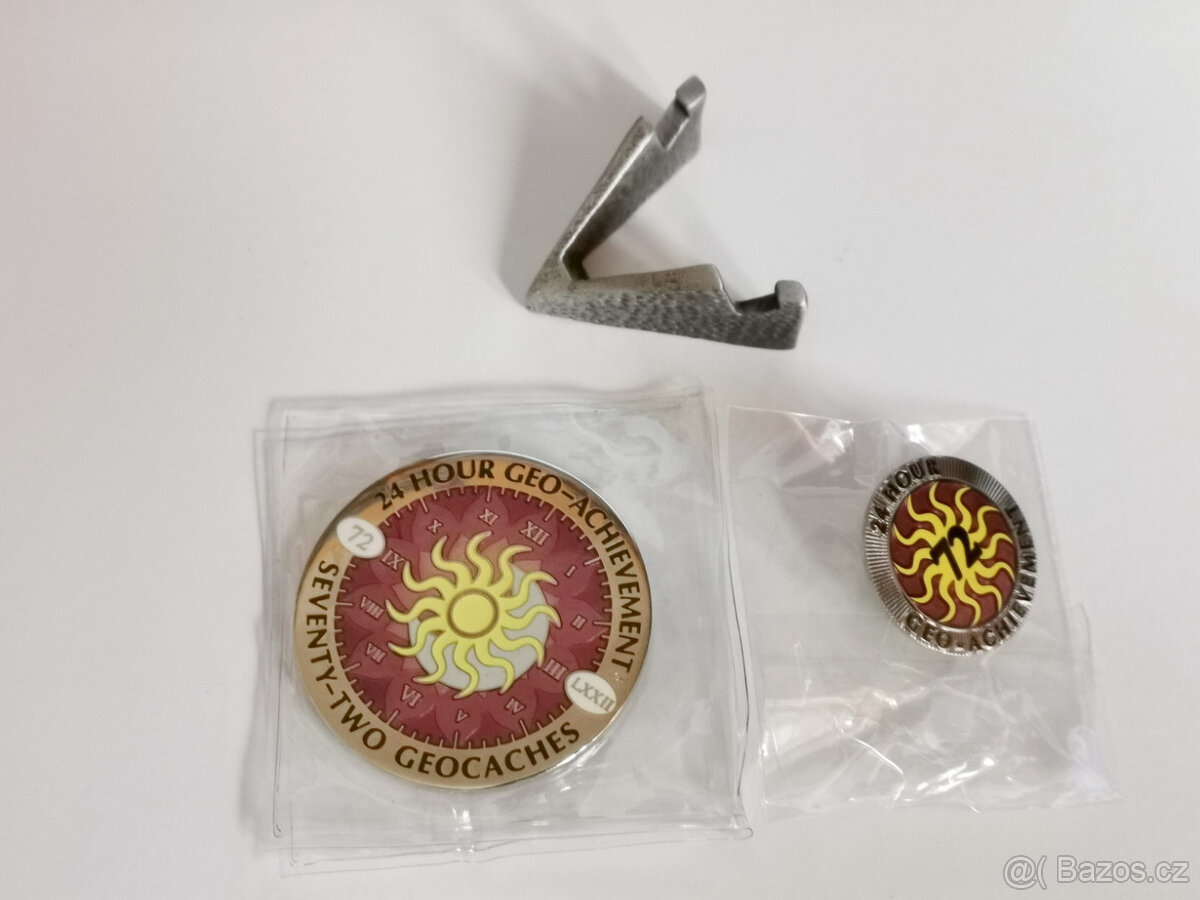 24 HOUR GEO-ACHIEVEMENT
72
XII
I
II
III
IV
V
VI
VII
VIII
IX
X
XI
LXXII
SEVENTY-TWO GEOCACHES
24 HOUR
72
GEO-ACHIEVEMENT
@( Bazos.cz